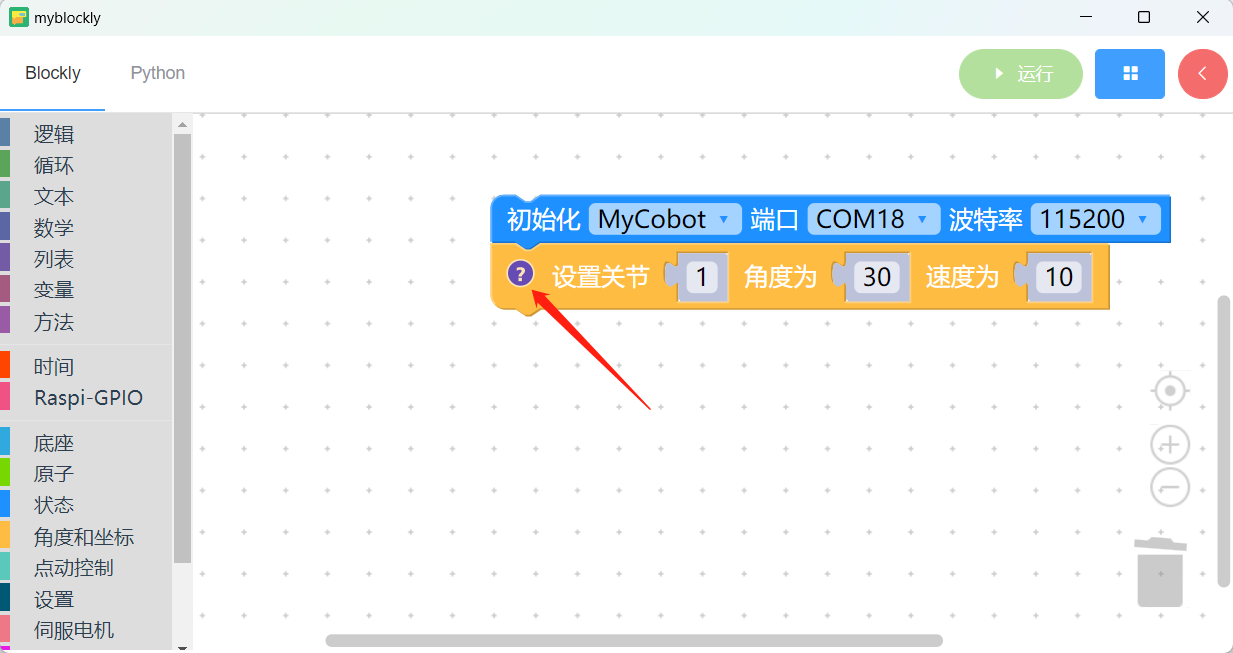 myblockly
Blockly Python 运行
逻辑
循环
文本
数学
列表
变量
方法
时间
Raspi-GPIO
底座
原子
状态
角度和坐标
点动控制
设置
伺服电机
初始化 MyCobot 端口 COM18 波特率 115200
? 设置关节 1 角度为 30 速度为 10